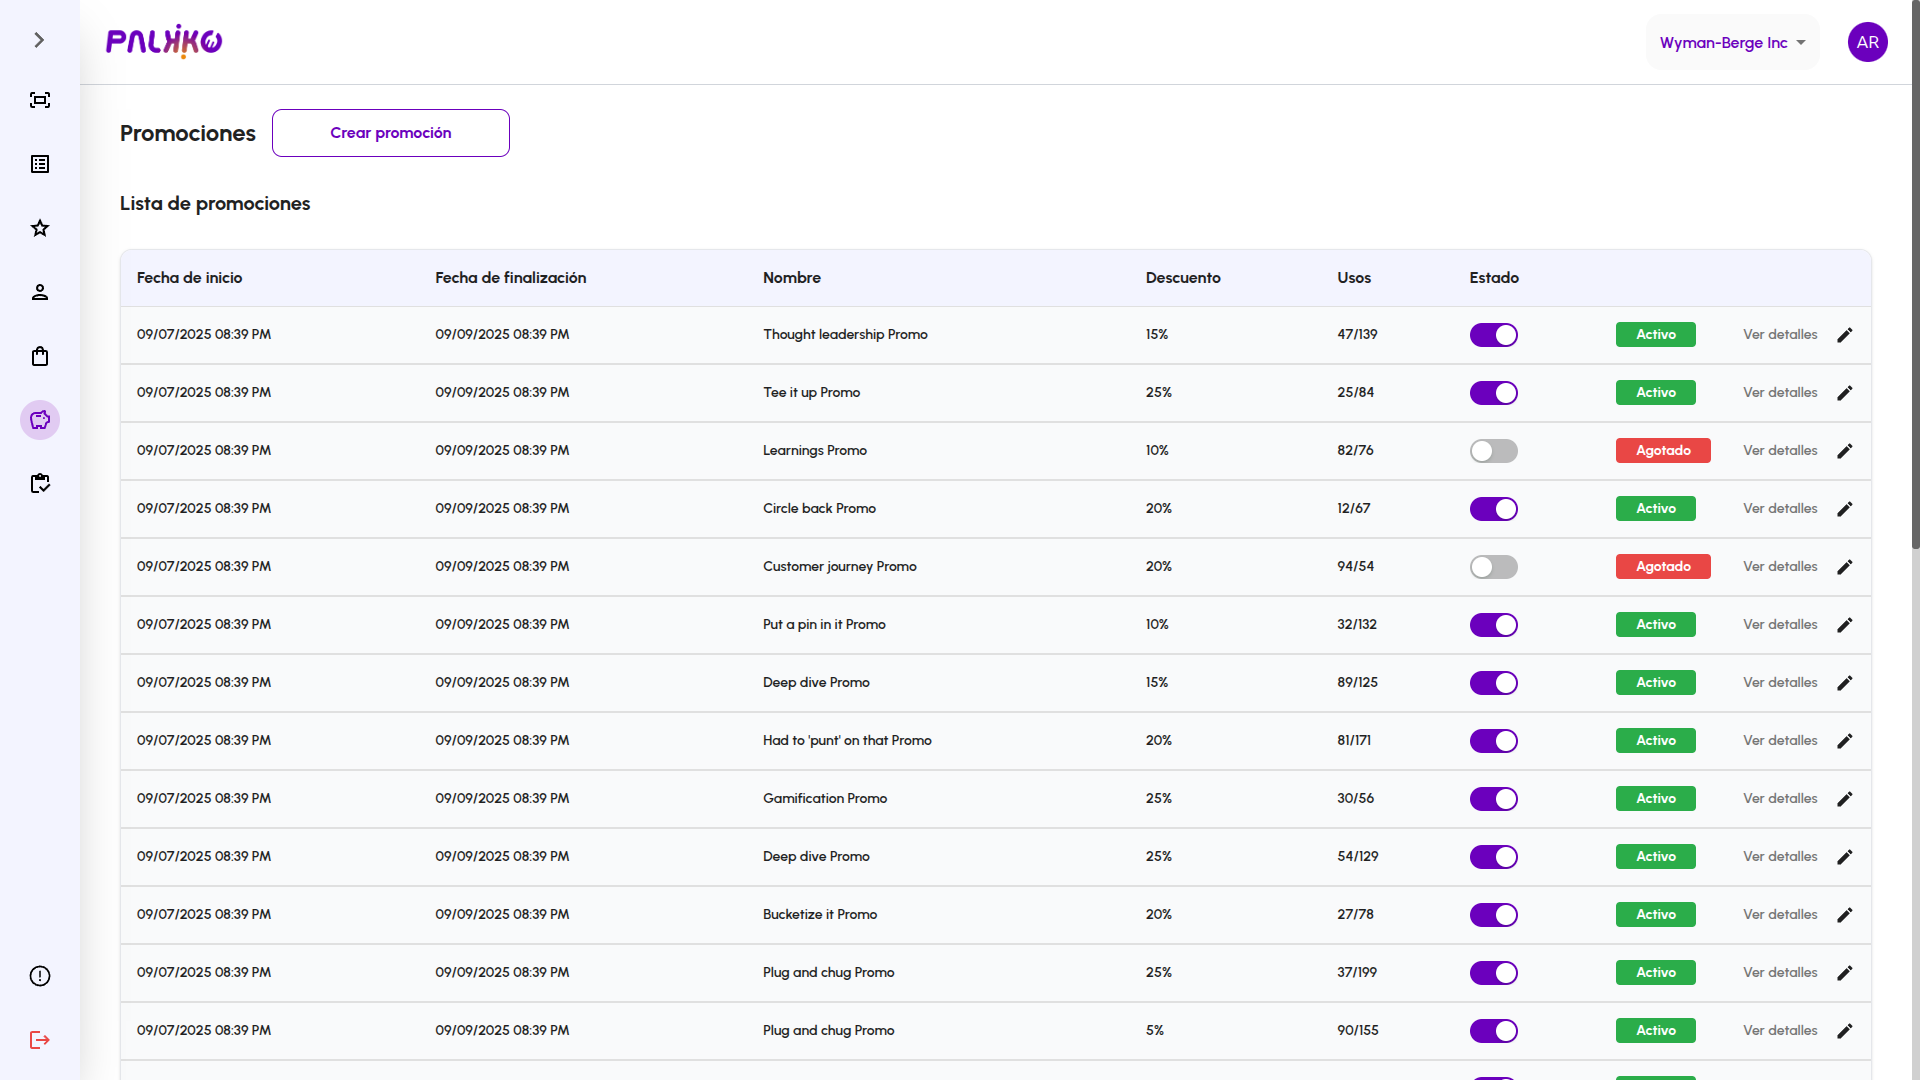 PALKKO
Wyman-Berge Inc
AR
Promociones
Crear promoción
Lista de promociones
Fecha de inicio Fecha de finalización Nombre Descuento Usos Estado
09/07/2025 08:39 PM 09/09/2025 08:39 PM Thought leadership Promo 15% 47/139 Activo Ver detalles
09/07/2025 08:39 PM 09/09/2025 08:39 PM Tee it up Promo 25% 25/84 Activo Ver detalles
09/07/2025 08:39 PM 09/09/2025 08:39 PM Learnings Promo 10% 82/76 Agotado Ver detalles
09/07/2025 08:39 PM 09/09/2025 08:39 PM Circle back Promo 20% 12/67 Activo Ver detalles
09/07/2025 08:39 PM 09/09/2025 08:39 PM Customer journey Promo 20% 94/54 Agotado Ver detalles
09/07/2025 08:39 PM 09/09/2025 08:39 PM Put a pin in it Promo 10% 32/132 Activo Ver detalles
09/07/2025 08:39 PM 09/09/2025 08:39 PM Deep dive Promo 15% 89/125 Activo Ver detalles
09/07/2025 08:39 PM 09/09/2025 08:39 PM Had to 'punt' on that Promo 20% 81/171 Activo Ver detalles
09/07/2025 08:39 PM 09/09/2025 08:39 PM Gamification Promo 25% 30/56 Activo Ver detalles
09/07/2025 08:39 PM 09/09/2025 08:39 PM Deep dive Promo 25% 54/129 Activo Ver detalles
09/07/2025 08:39 PM 09/09/2025 08:39 PM Bucketize it Promo 20% 27/78 Activo Ver detalles
09/07/2025 08:39 PM 09/09/2025 08:39 PM Plug and chug Promo 25% 37/199 Activo Ver detalles
09/07/2025 08:39 PM 09/09/2025 08:39 PM Plug and chug Promo 5% 90/155 Activo Ver detalles